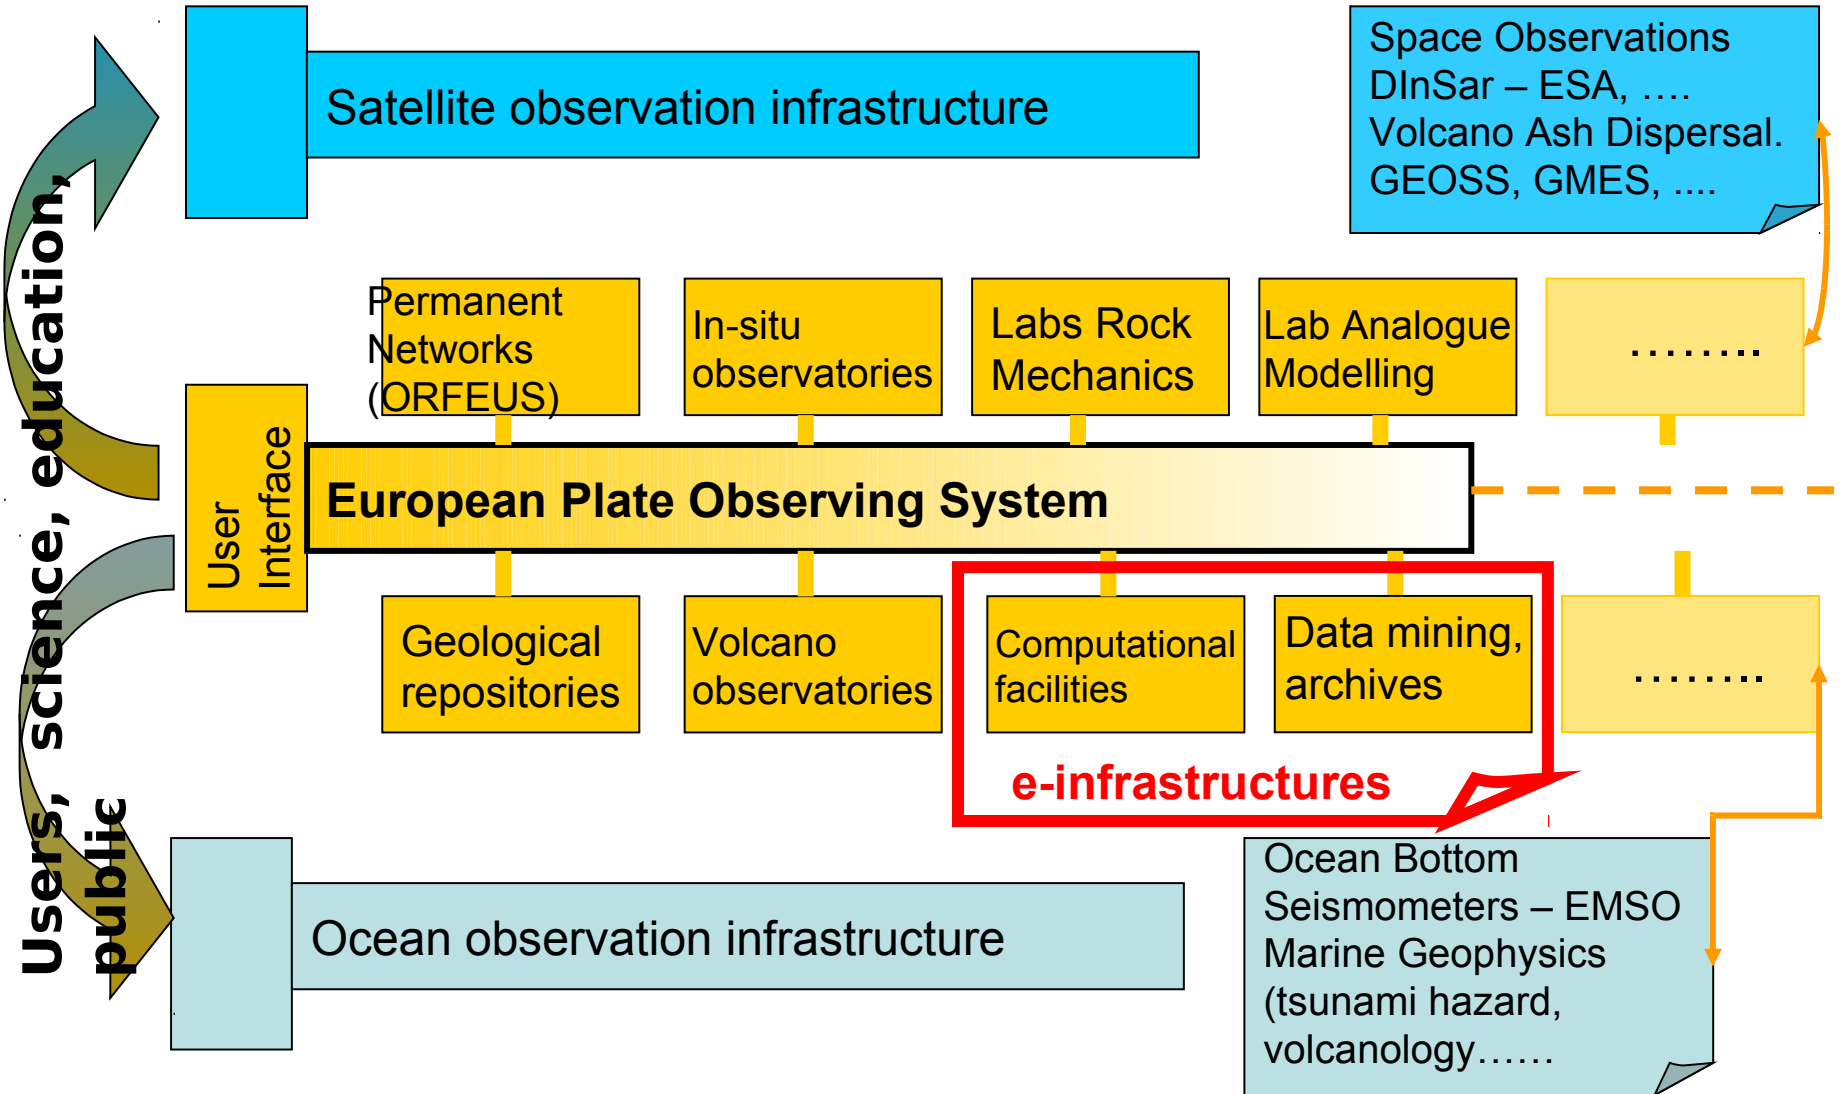 Satellite observation infrastructure
Space Observations
DInSar – ESA, ….
Volcano Ash Dispersal.
GEOSS, GMES, ....
Users, science, education,
public
Permanent
Networks
(ORFEUS)
In-situ
observatories
Labs Rock
Mechanics
Lab Analogue
Modelling
……..
User
Interface
European Plate Observing System
Geological
repositories
Volcano
observatories
Computational
facilities
Data mining,
archives
……..
e-infrastructures
Ocean observation infrastructure
Ocean Bottom
Seismometers – EMSO
Marine Geophysics
(tsunami hazard,
volcanology……